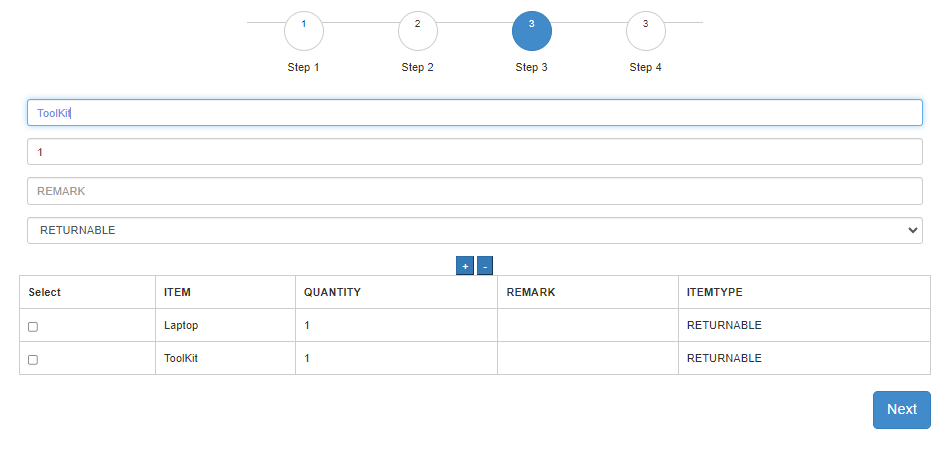 1 2 3 3
Step 1 Step 2 Step 3 Step 4
ToolKit
1
REMARK
RETURNABLE
+ -
Select ITEM QUANTITY REMARK ITEMTYPE
Laptop 1 RETURNABLE
ToolKit 1 RETURNABLE
Next